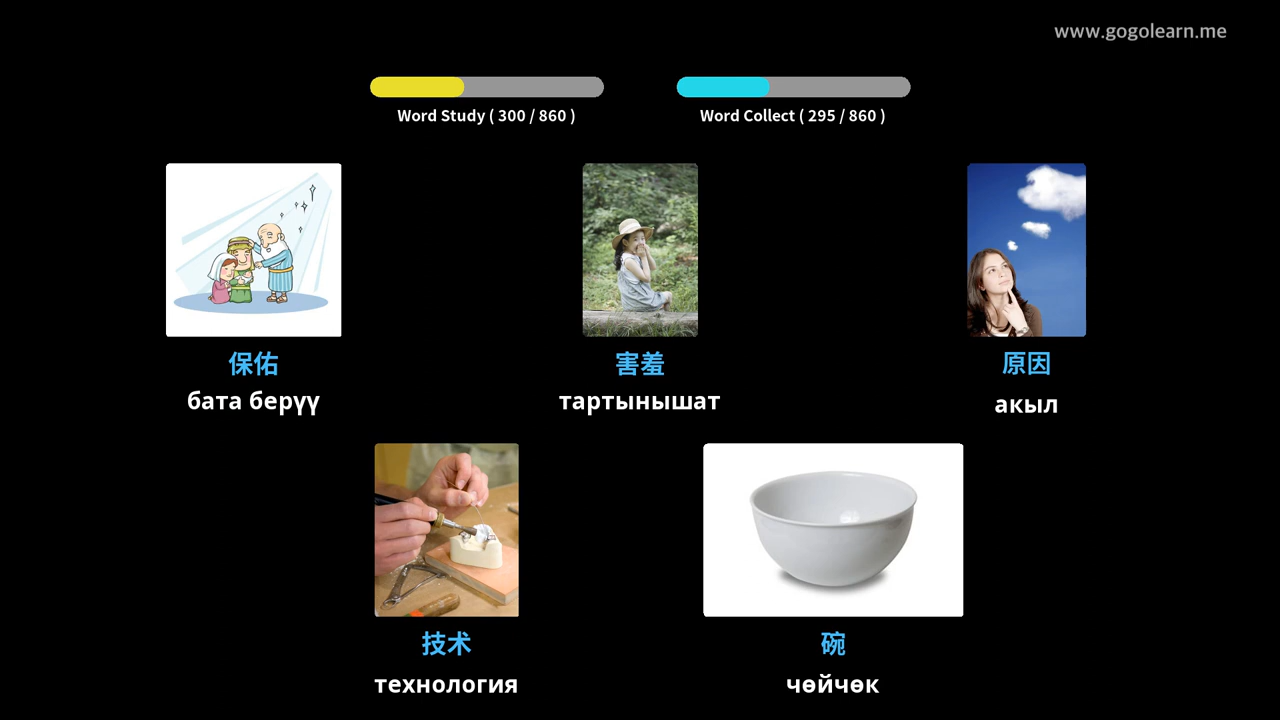 www.gogolearn.me
Word Study ( 300 / 860 )
Word Collect ( 295 / 860 )
保佑
бата берүү
害羞
тартынышат
原因
акыл
技术
технология
碗
чөйчөк